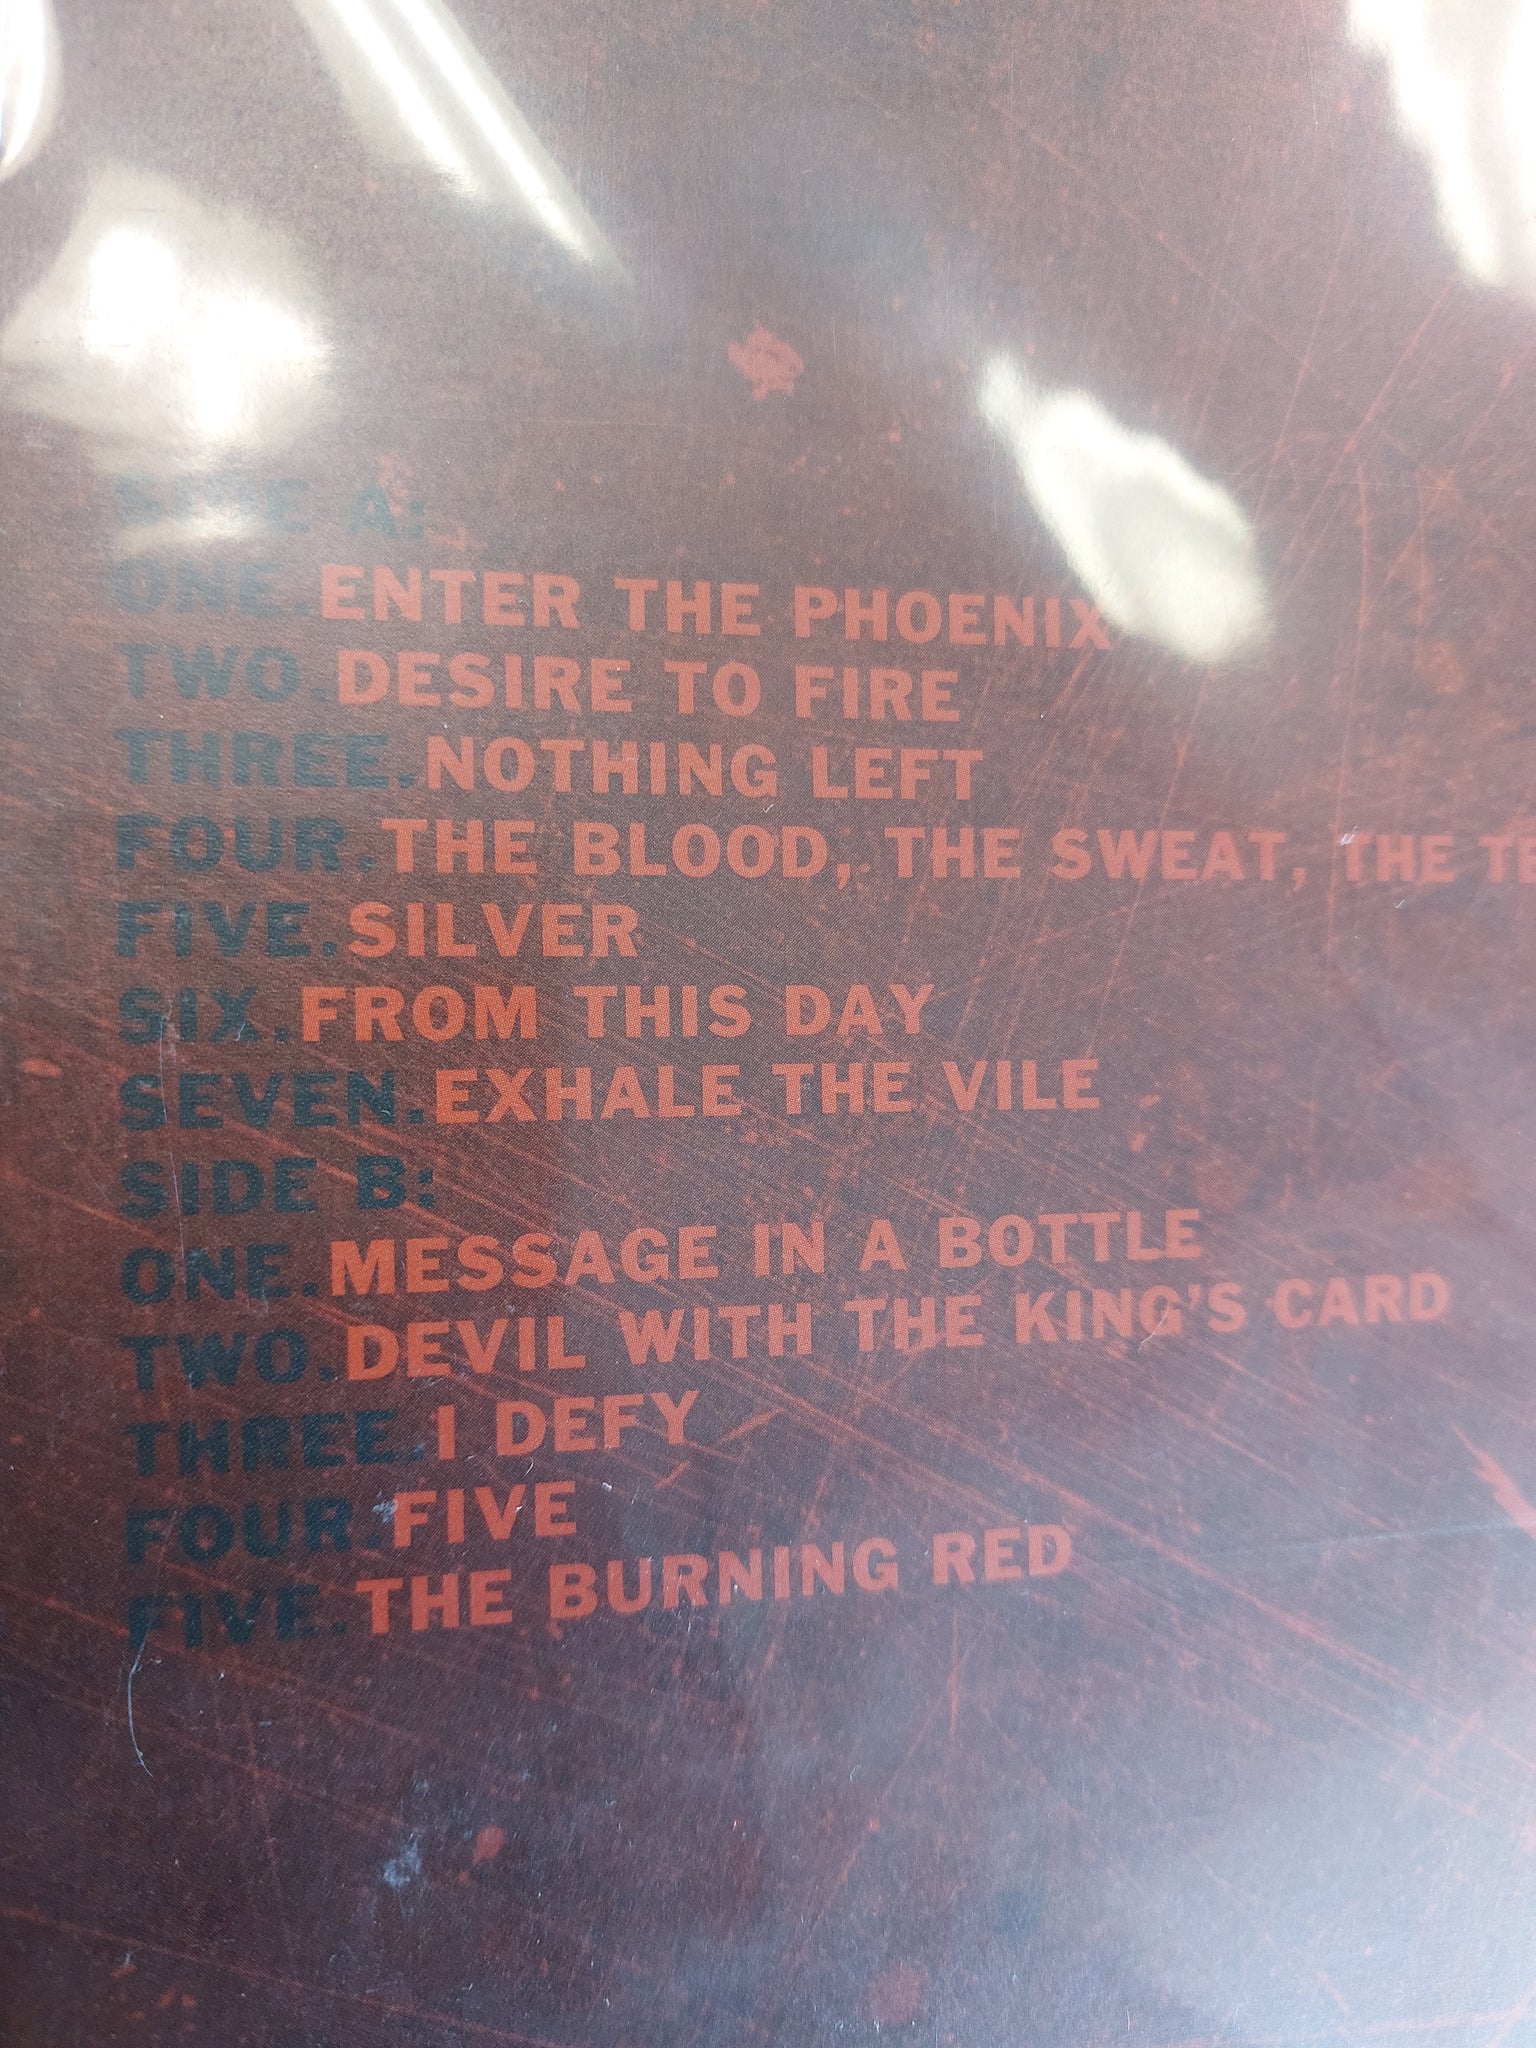 SIDE A:
ONE.ENTER THE PHOENIX
TWO.DESIRE TO FIRE
THREE.NOTHING LEFT
FOUR.THE BLOOD, THE SWEAT, THE TE
FIVE.SILVER
SIX.FROM THIS DAY
SEVEN.EXHALE THE VILE
SIDE B:
ONE.MESSAGE IN A BOTTLE
TWO.DEVIL WITH THE KING'S CARD
THREE.I DEFY
FOUR.FIVE
FIVE.THE BURNING RED